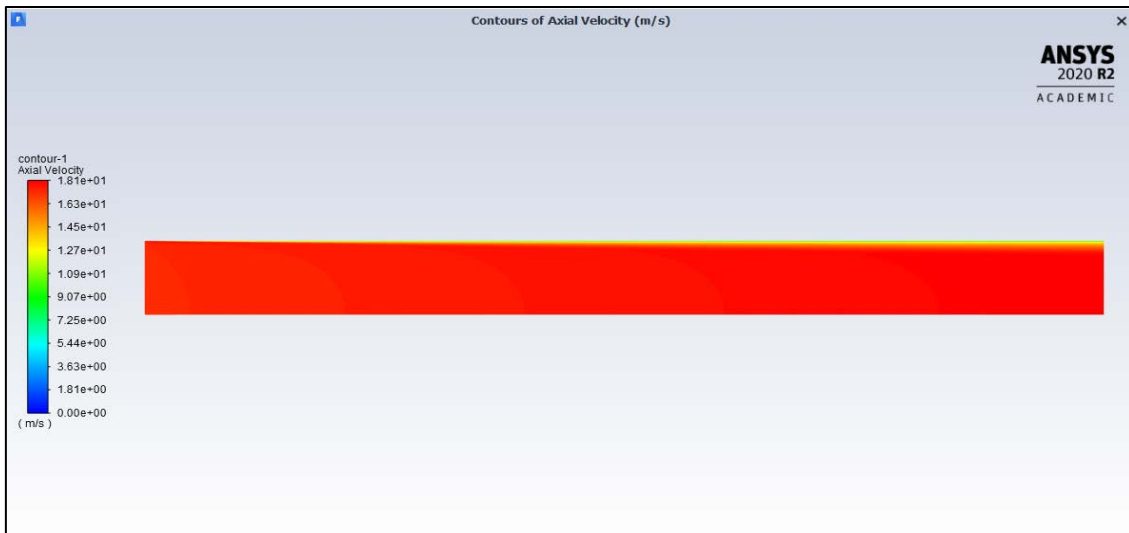 Contours of Axial Velocity (m/s)
ANSYS
2020 R2
ACADEMIC
contour-1
Axial Velocity
1.81e+01
1.63e+01
1.45e+01
1.27e+01
1.09e+01
9.07e+00
7.25e+00
5.44e+00
3.63e+00
1.81e+00
0.00e+00
( m/s )